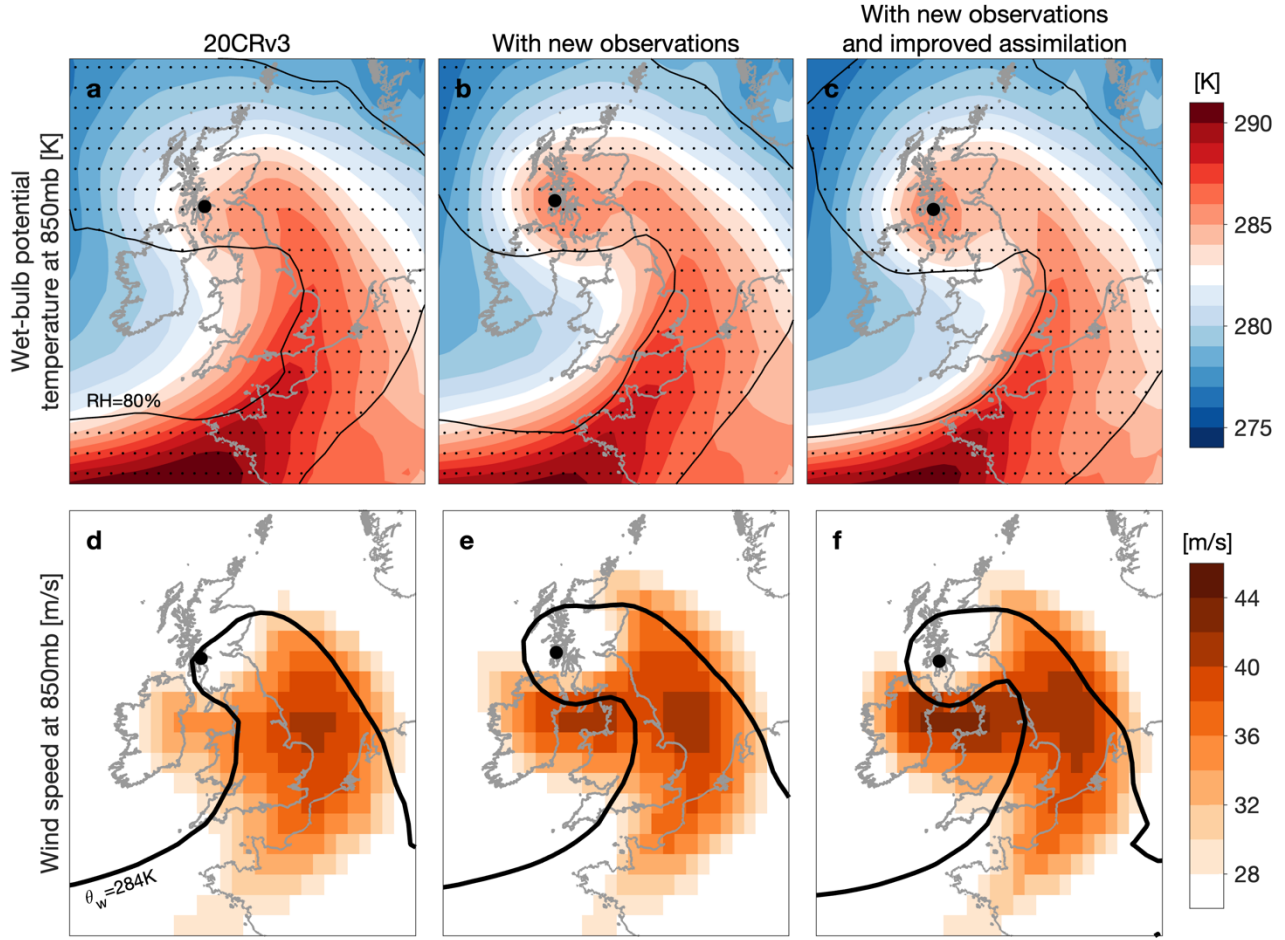 20CRv3
With new observations
With new observations
and improved assimilation
Wet-bulb potential
temperature at 850mb [K]
a
b
c
[K]
290
285
280
275
RH=80%
Wind speed at 850mb [m/s]
d
e
f
[m/s]
44
40
36
32
28
θw=284K